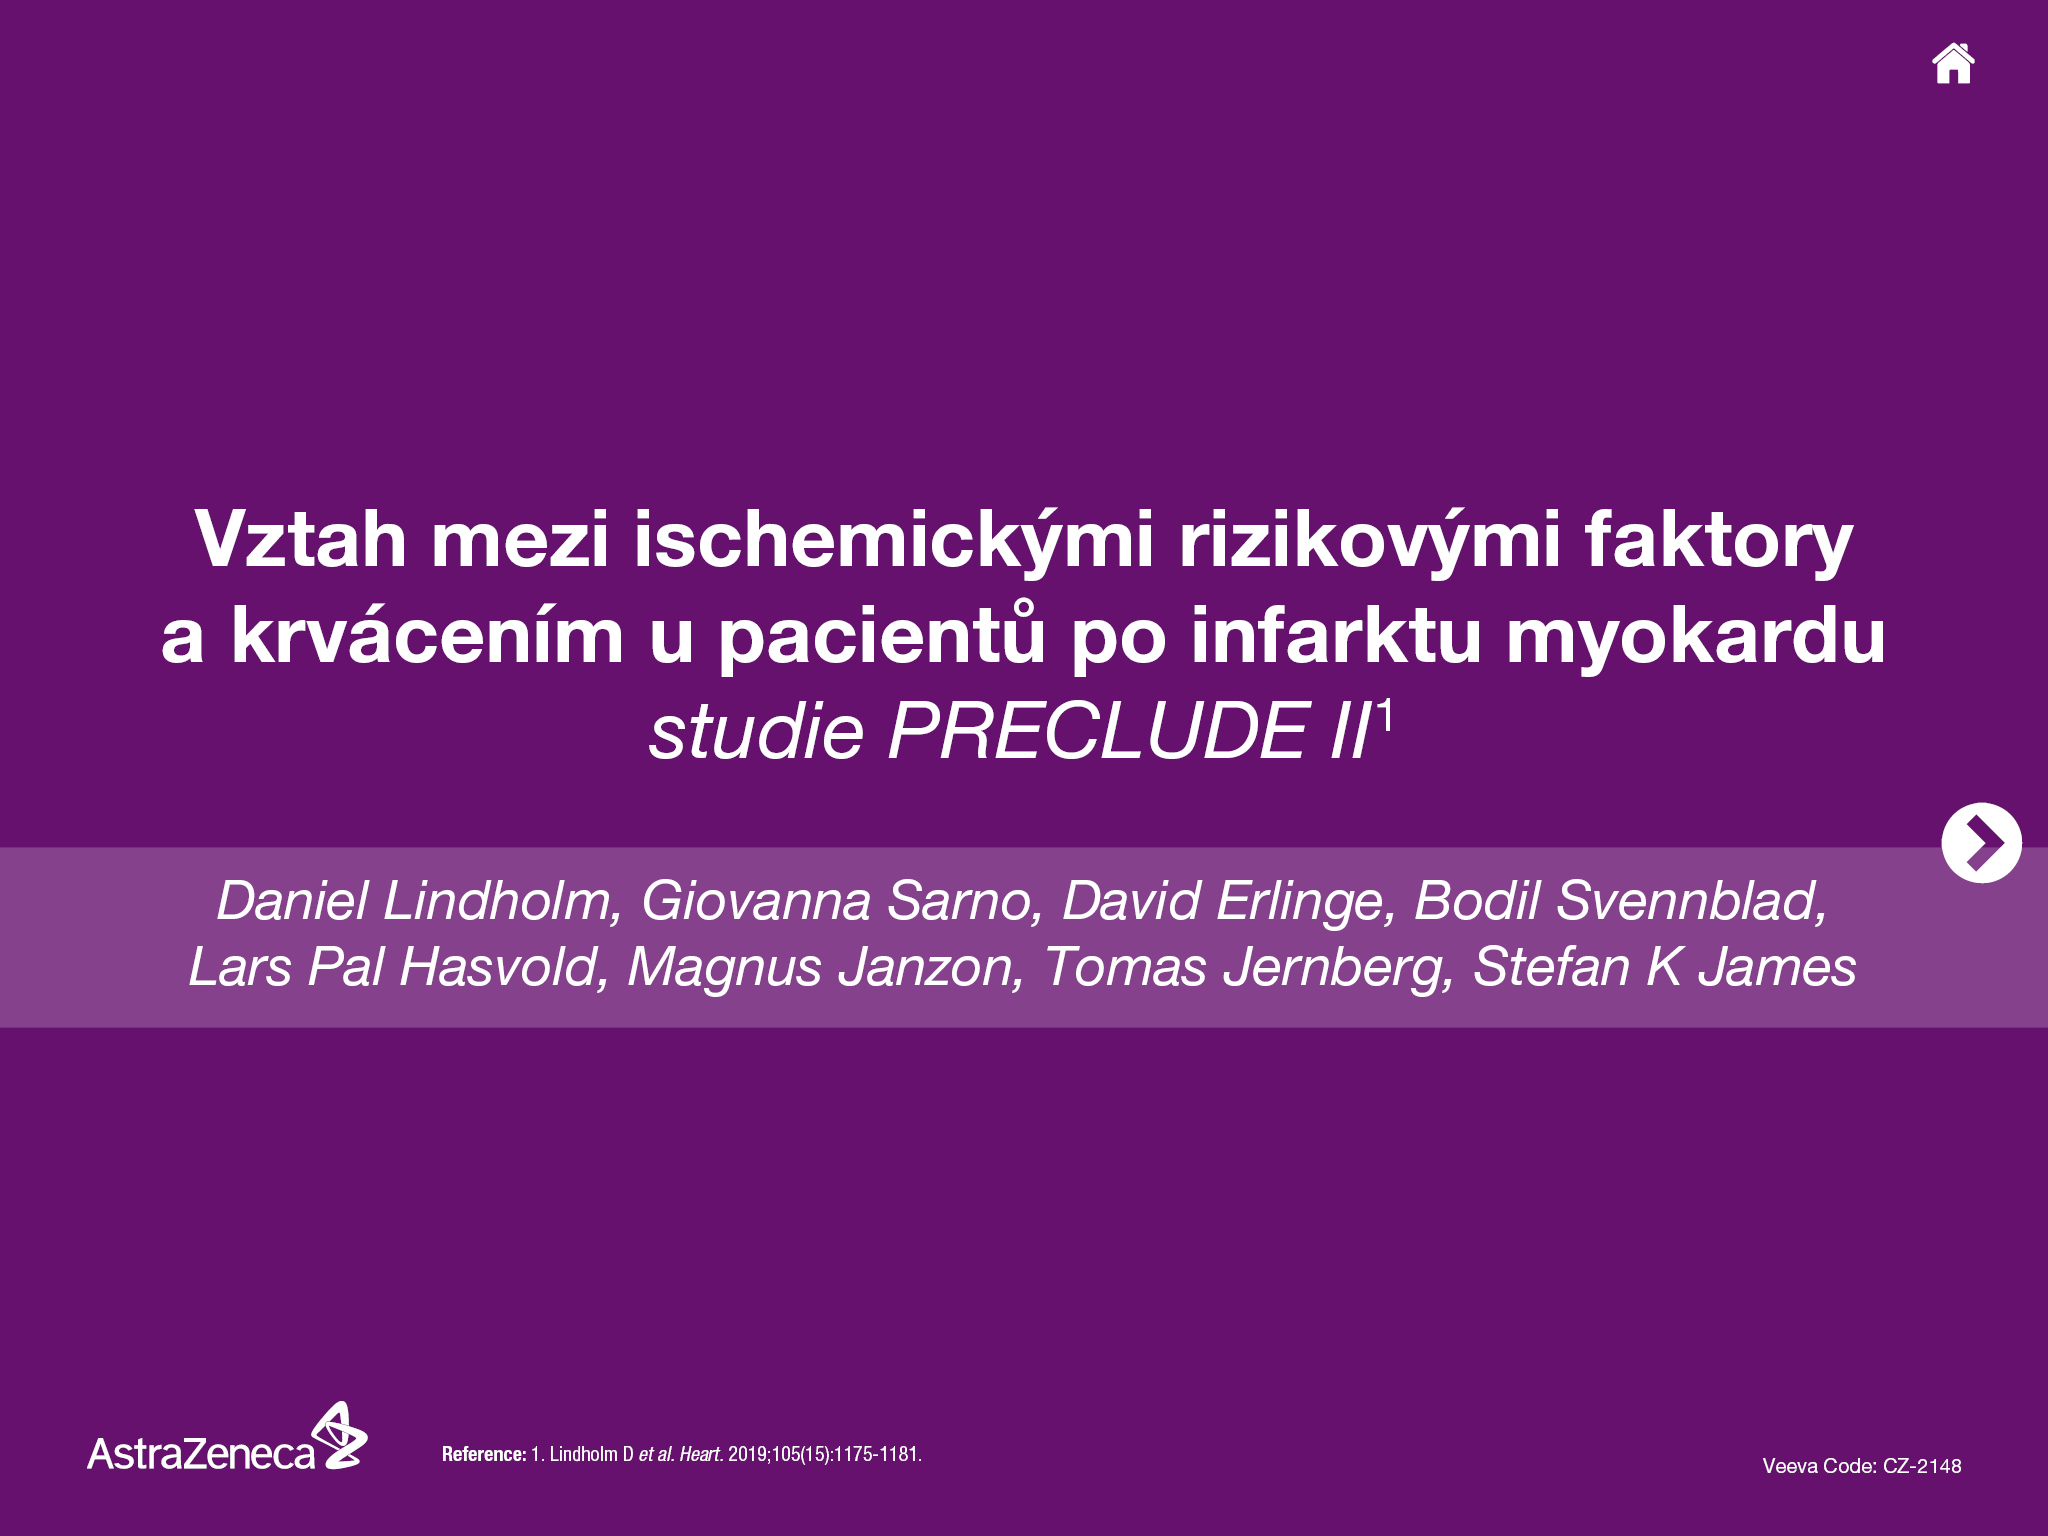 Vztah mezi ischemickými rizikovými faktory
a krvácením u pacientů po infarktu myokardu
studie PRECLUDE II¹
Daniel Lindholm, Giovanna Sarno, David Erlinge, Bodil Svennblad,
Lars Pal Hasvold, Magnus Janzon, Tomas Jernberg, Stefan K James
AstraZeneca
Reference: 1. Lindholm D et al. Heart. 2019;105(15):1175-1181.
Veeva Code: CZ-2148